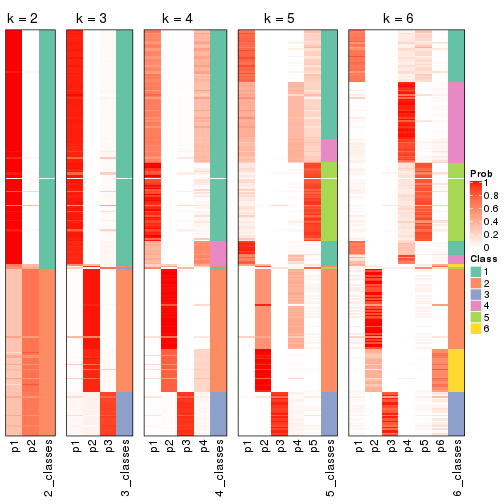 k = 2
k = 3
k = 4
k = 5
k = 6
Prob
1
0.8
0.6
0.4
0.2
0
Class
1
2
3
4
5
6
p1
p2
2_classes
p1
p2
p3
3_classes
p1
p2
p3
p4
4_classes
p1
p2
p3
p4
p5
5_classes
p1
p2
p3
p4
p5
p6
6_classes